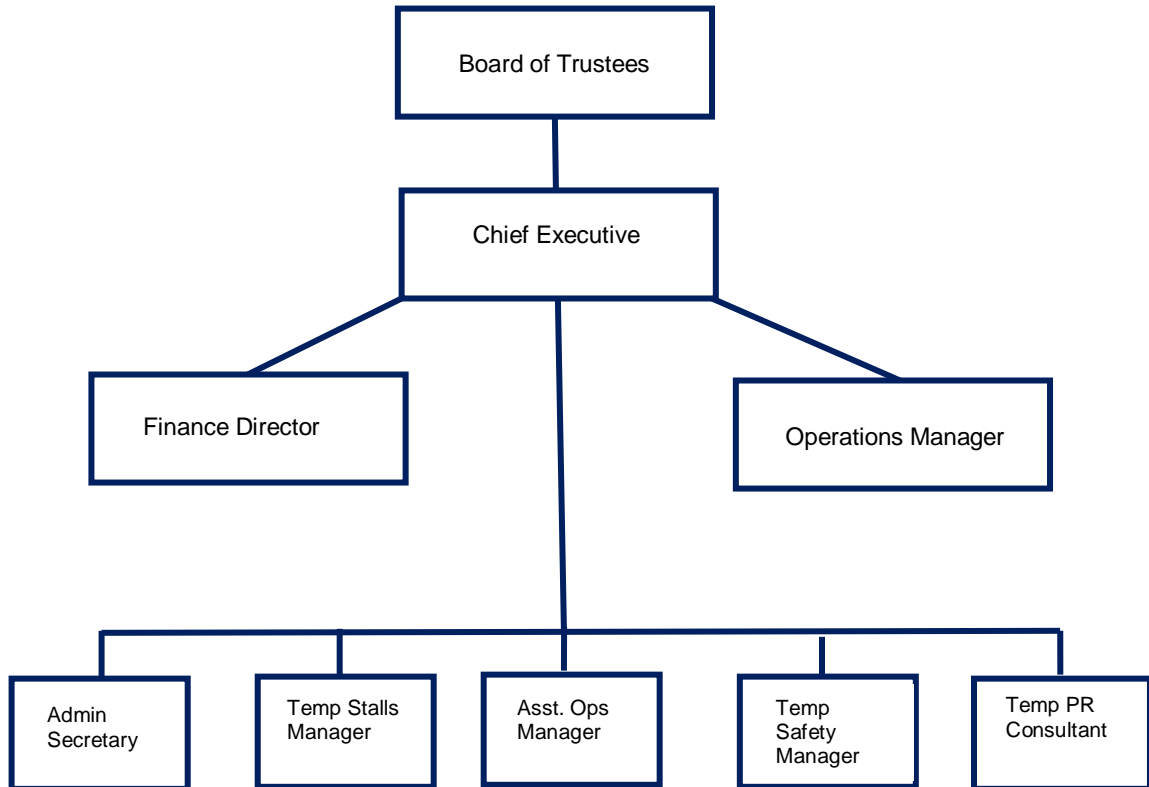 Board of Trustees
Chief Executive
Finance Director
Operations Manager
Admin
Secretary
Temp Stalls
Manager
Asst. Ops
Manager
Temp
Safety
Manager
Temp PR
Consultant